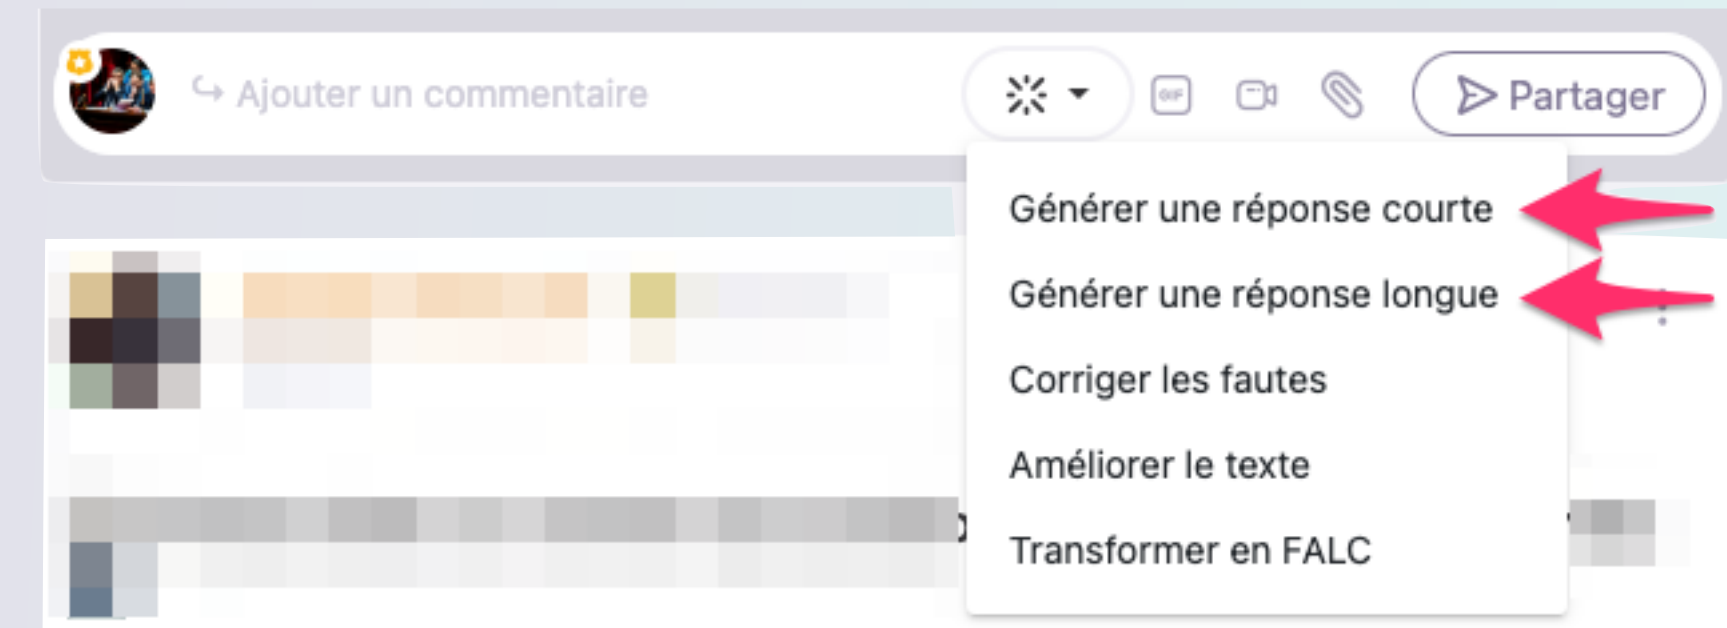 Ajouter un commentaire
GIF
Partager
Générer une réponse courte
Générer une réponse longue
Corriger les fautes
Améliorer le texte
Transformer en FALC